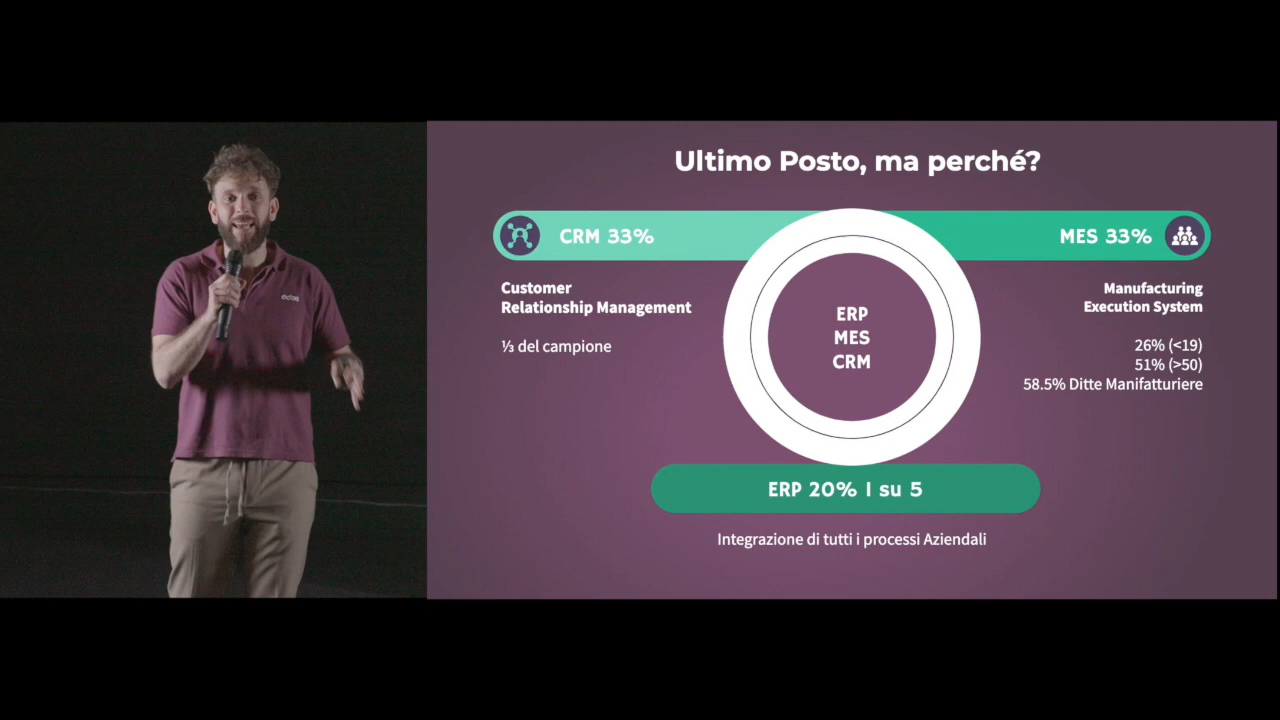 Ultimo Posto, ma perché?
CRM 33%
MES 33%
Customer
Relationship Management
⅓ del campione
ERP
MES
CRM
Manufacturing
Execution System
26% (<19)
51% (>50)
58.5% Ditte Manifatturiere
ERP 20% 1 su 5
Integrazione di tutti i processi Aziendali